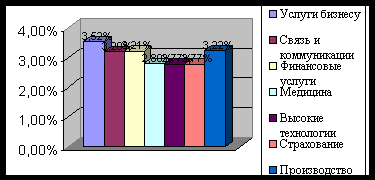 4,00%
3,00%
2,00%
1,00%
0,00%
3,52%
3,22%
Услуги бизнесу
Связь и
коммуникации
Финансовые
услуги
Медицина
Высокие
технологии
Страхование
Производство